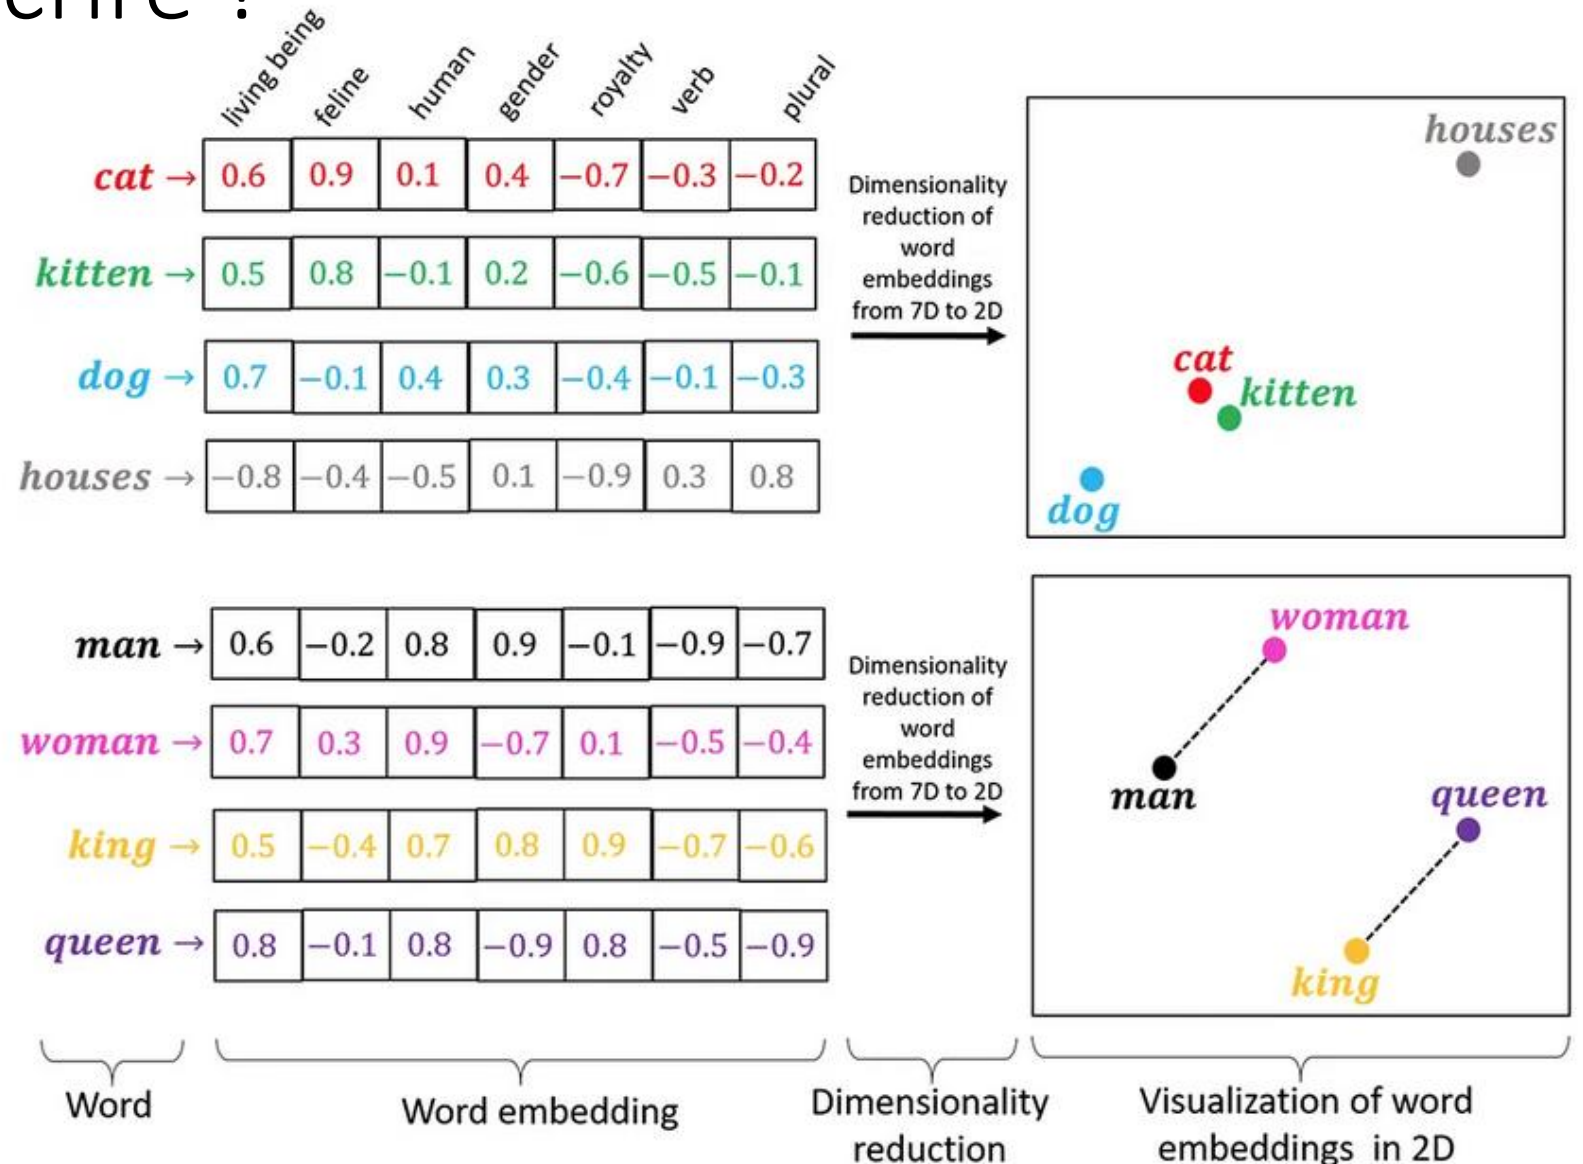 living being feline human gender royalty verb plural
cat → 0.6 0.9 0.1 0.4 −0.7 −0.3 −0.2
kitten → 0.5 0.8 −0.1 0.2 −0.6 −0.5 −0.1
dog → 0.7 −0.1 0.4 0.3 −0.4 −0.1 −0.3
houses → −0.8 −0.4 −0.5 0.1 −0.9 0.3 0.8
Dimensionality
reduction of
word
embeddings
from 7D to 2D
houses
cat
kitten
dog
man → 0.6 −0.2 0.8 0.9 −0.1 −0.9 −0.7
woman → 0.7 0.3 0.9 −0.7 0.1 −0.5 −0.4
king → 0.5 −0.4 0.7 0.8 0.9 −0.7 −0.6
queen → 0.8 −0.1 0.8 −0.9 0.8 −0.5 −0.9
Dimensionality
reduction of
word
embeddings
from 7D to 2D
woman
man
queen
king
Word
Word embedding
Dimensionality
reduction
Visualization of word
embeddings in 2D